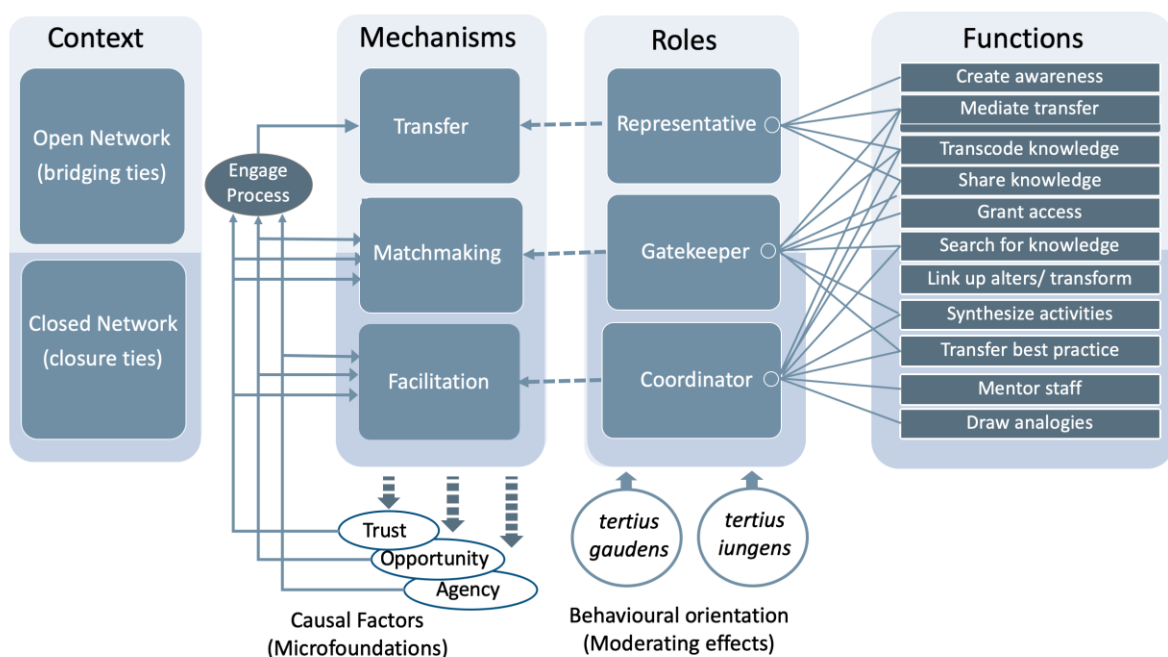 Context
Open Network
(bridging ties)
Closed Network
(closure ties)
Engage
Process
Mechanisms
Transfer
Matchmaking
Facilitation
Roles
Representative
Gatekeeper
Coordinator
Functions
Create awareness
Mediate transfer
Transcode knowledge
Share knowledge
Grant access
Search for knowledge
Link up alters/ transform
Synthesize activities
Transfer best practice
Mentor staff
Draw analogies
Trust
Opportunity
Agency
Causal Factors
(Microfoundations)
tertius
gaudens
tertius
iungens
Behavioural orientation
(Moderating effects)